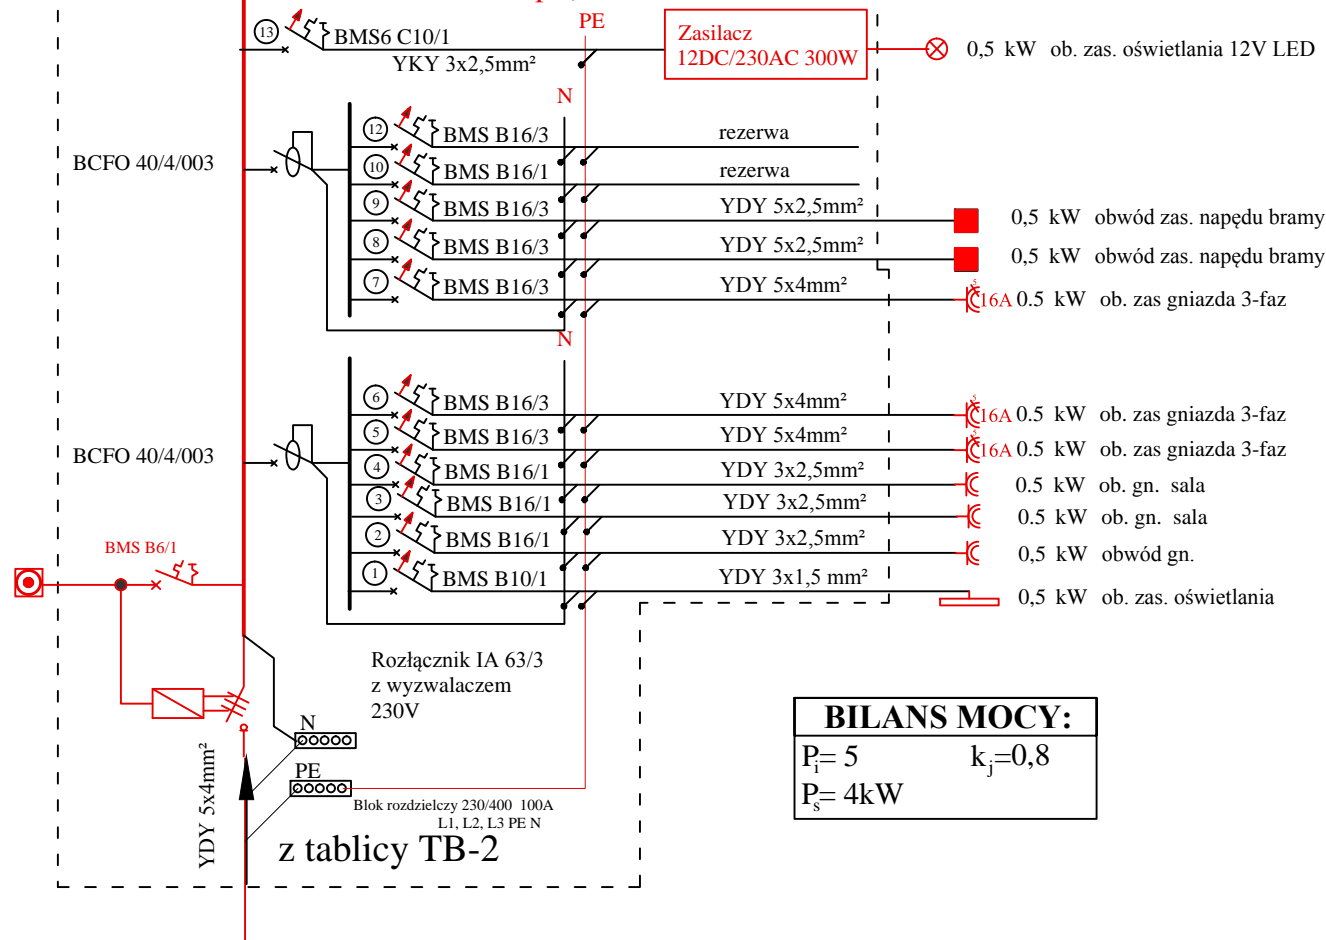 PE
13
BMS6 C10/1
YKY 3x2,5mm²
Zasilacz
12DC/230AC 300W
0,5 kW ob. zas. oświetlania 12V LED
N
BCFO 40/4/003
12 BMS B16/3 rezerwa
10 BMS B16/1 rezerwa
9 BMS B16/3 YDY 5x2,5mm² 0,5 kW obwód zas. napędu bramy
8 BMS B16/3 YDY 5x2,5mm² 0,5 kW obwód zas. napędu bramy
7 BMS B16/3 YDY 5x4mm² 16A 0.5 kW ob. zas gniazda 3-faz
N
BCFO 40/4/003
6 BMS B16/3 YDY 5x4mm² 16A 0.5 kW ob. zas gniazda 3-faz
5 BMS B16/3 YDY 5x4mm² 16A 0.5 kW ob. zas gniazda 3-faz
4 BMS B16/1 YDY 3x2,5mm² 0.5 kW ob. gn. sala
3 BMS B16/1 YDY 3x2,5mm² 0.5 kW ob. gn. sala
2 BMS B16/1 YDY 3x2,5mm² 0,5 kW obwód gn.
1 BMS B10/1 YDY 3x1,5 mm² 0,5 kW ob. zas. oświetlania
BMS B6/1
Rozłącznik IA 63/3
z wyzwalaczem
230V
N
PE
Blok rozdzielczy 230/400 100A
L1, L2, L3 PE N
YDY 5x4mm²
z tablicy TB-2
BILANS MOCY:
Pi= 5 kj=0,8
Ps= 4kW